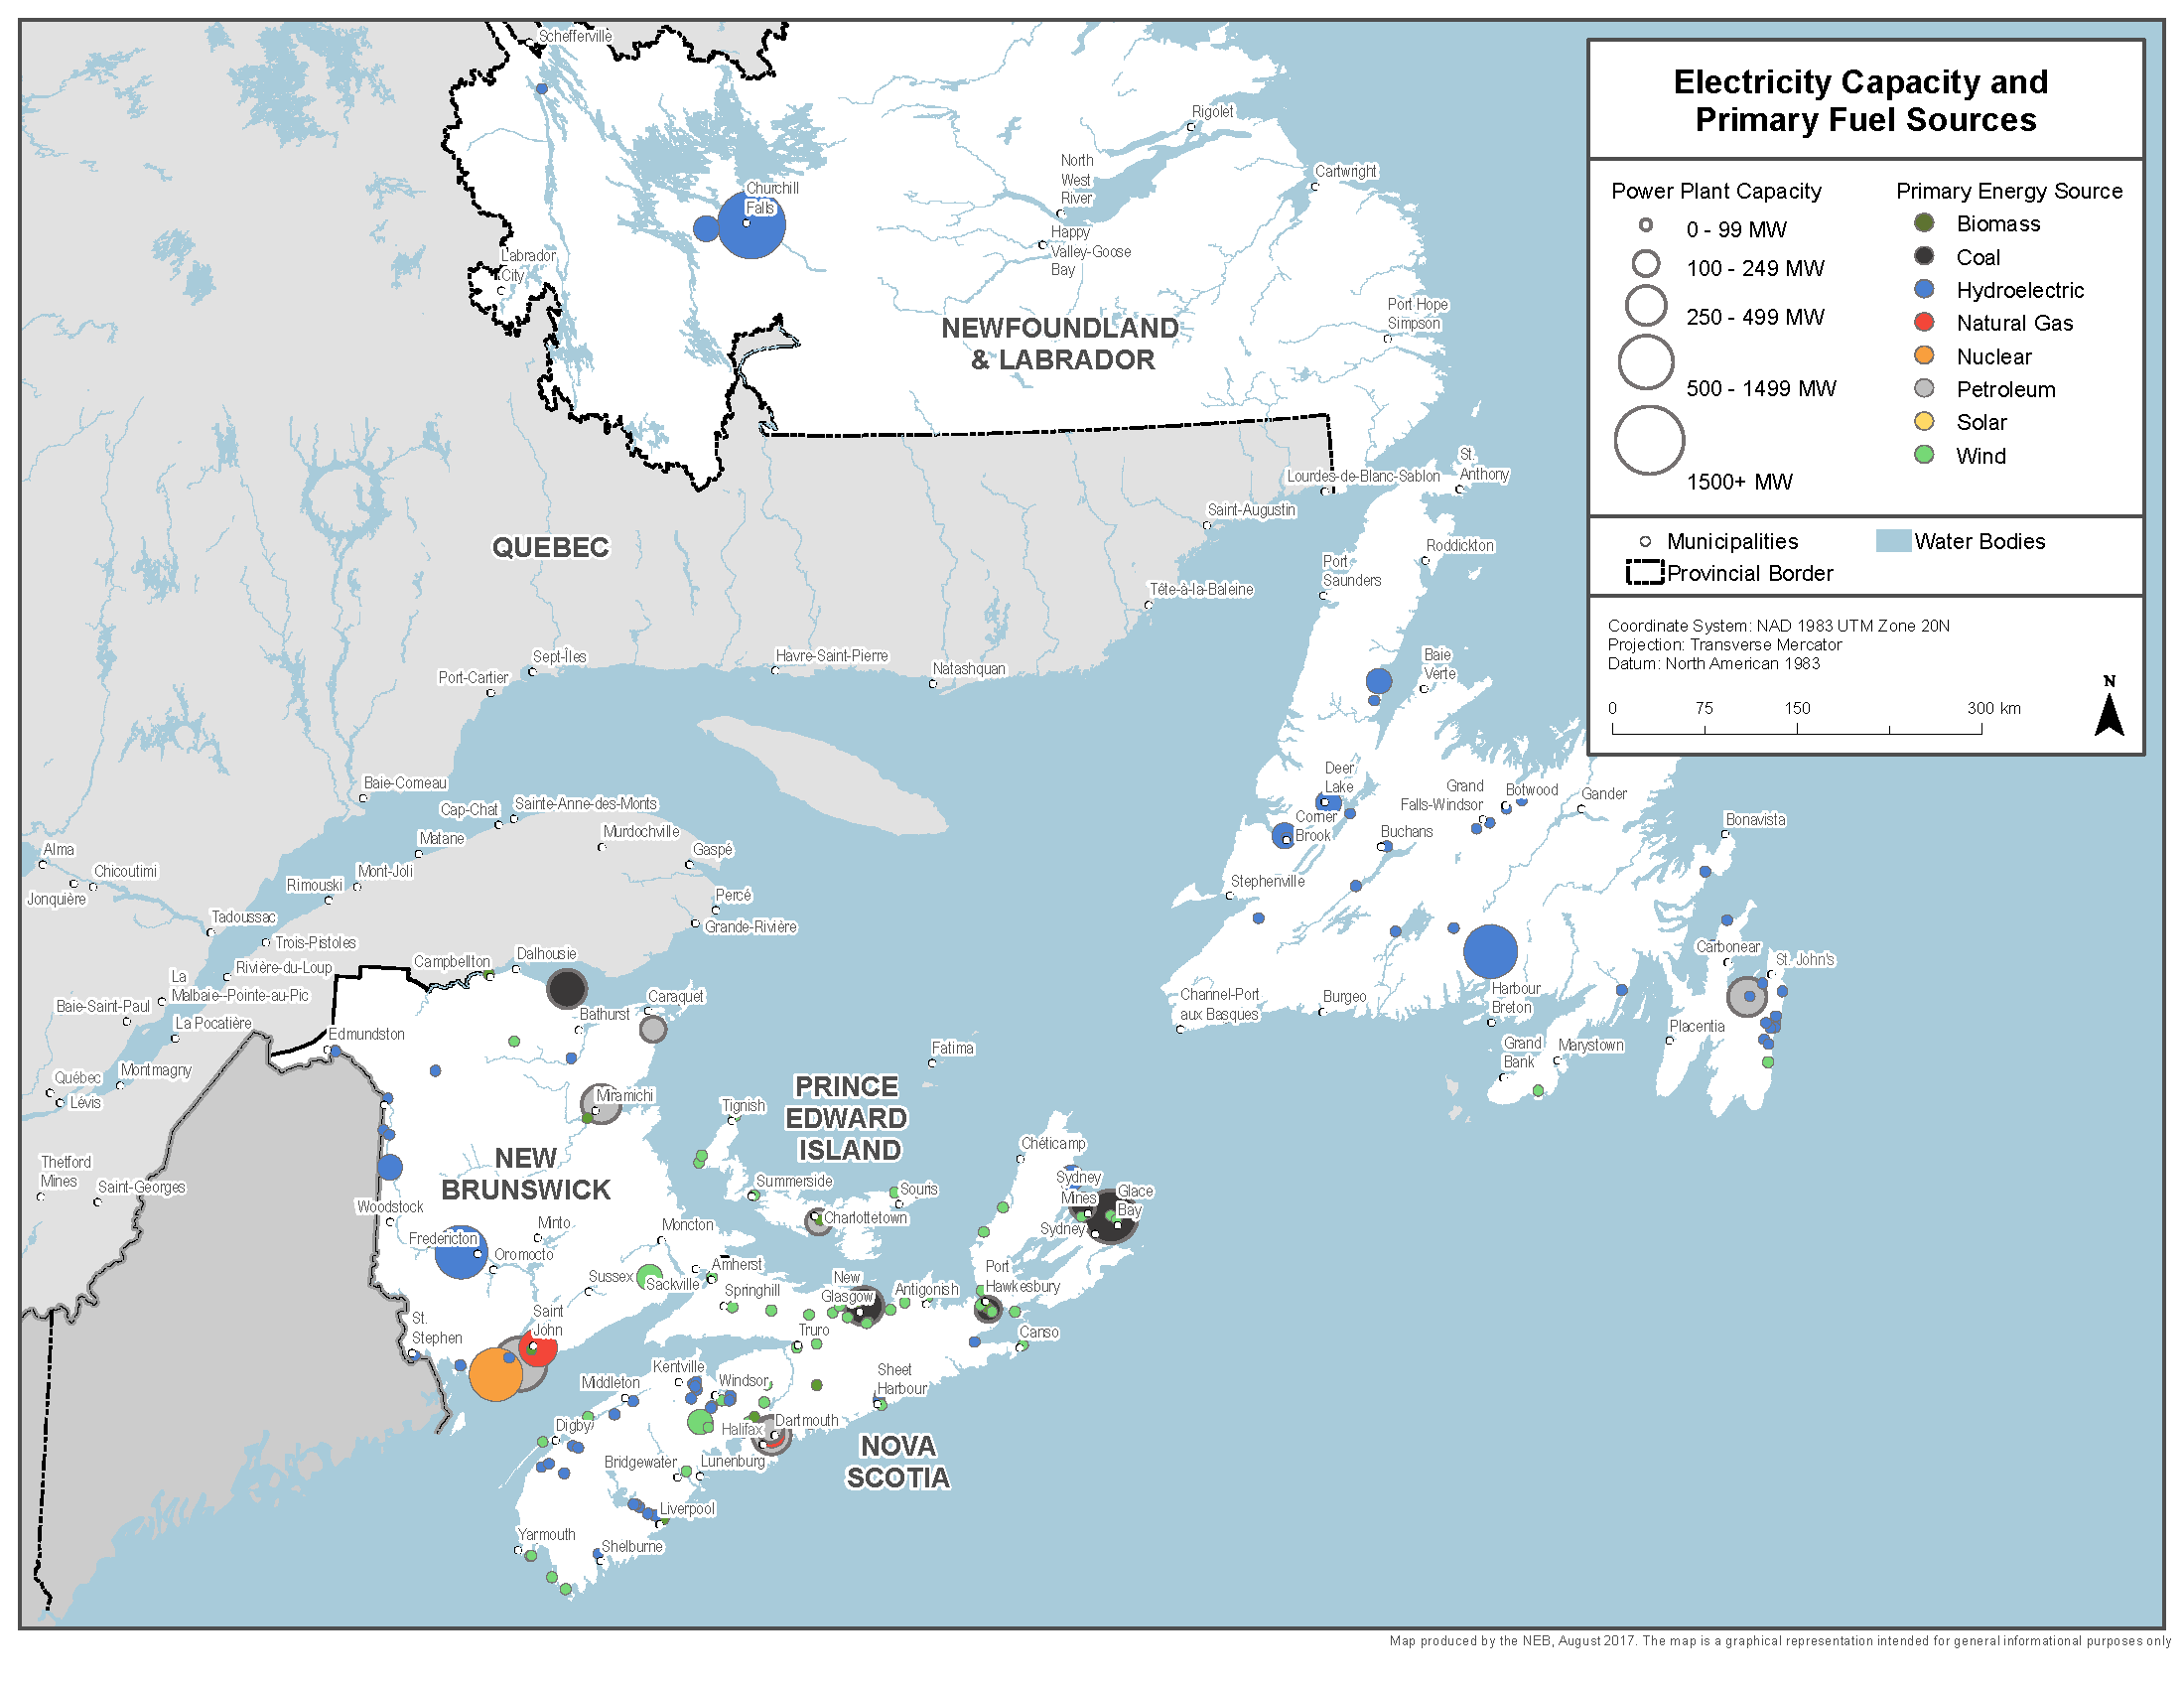 Electricity Capacity and
Primary Fuel Sources
Power Plant Capacity
0 - 99 MW
100 - 249 MW
250 - 499 MW
500 - 1499 MW
1500+ MW
Primary Energy Source
Biomass
Coal
Hydroelectric
Natural Gas
Nuclear
Petroleum
Solar
Wind
Municipalities
Water Bodies
Provincial Border
Coordinate System: NAD 1983 UTM Zone 20N
Projection: Transverse Mercator
Datum: North American 1983
N
0 75 150 300 km
Schefferville
Rigolet
North
West
River
Cartwright
Churchill
Falls
Happy
Valley-Goose
Bay
Labrador
City
Port Hope
Simpson
NEWFOUNDLAND
& LABRADOR
St.
Anthony
Lourdes-de-Blanc-Sablon
Saint-Augustin
QUEBEC
Roddickton
Port
Saunders
Tête-à-la-Baleine
Sept-Îles
Havre-Saint-Pierre
Natashquan
Port-Cartier
Baie
Verte
Deer
Lake
Grand
Falls-Windsor
Botwood
Gander
Corner
Brook
Buchans
Bonavista
Baie-Comeau
Cap-Chat
Sainte-Anne-des-Monts
Murdochville
Matane
Gaspé
Alma
Chicoutimi
Mont-Joli
Rimouski
Jonquière
Percé
Stephenville
Tadoussac
Grande-Rivière
Trois-Pistoles
Carbonear
St. John's
Campbellton
Dalhousie
Rivière-du-Loup
La
Malbaie--Pointe-au-Pic
Baie-Saint-Paul
La Pocatière
Caraquet
Bathurst
Channel-Port
aux Basques
Burgeo
Harbour
Breton
Placentia
Edmundston
Grand
Bank
Marystown
Fatima
Montmagny
Québec
Lévis
PRINCE
EDWARD
ISLAND
Miramichi
Tignish
Chéticamp
NEW
BRUNSWICK
Thetford
Mines
Saint-Georges
Summerside
Souris
Sydney
Mines
Glace
Bay
Sydney
Woodstock
Charlottetown
Minto
Moncton
Fredericton
Oromocto
Amherst
Port
Hawkesbury
Sussex
Sackville
Springhill
New
Glasgow
Antigonish
Saint
John
St.
Stephen
Truro
Canso
Kentville
Windsor
Sheet
Harbour
Middleton
Digby
Halifax
Dartmouth
NOVA
SCOTIA
Bridgewater
Lunenburg
Liverpool
Yarmouth
Shelburne
Map produced by the NEB, August 2017. The map is a graphical representation intended for general informational purposes only